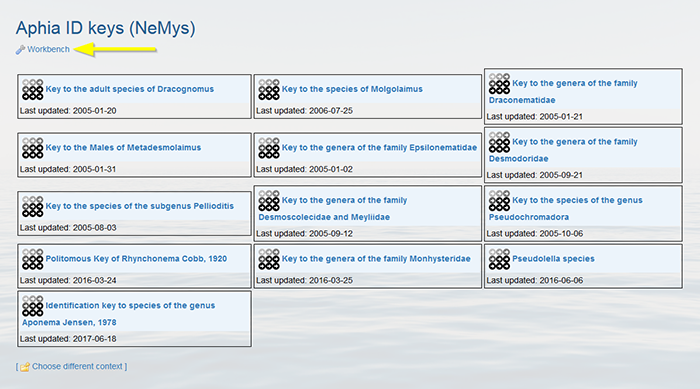 Aphia ID keys (NeMys)
Workbench
Key to the adult species of Dracognomus
Last updated: 2005-01-20
Key to the species of Molgolaimus
Last updated: 2006-07-25
Key to the genera of the family
Draconematidae
Last updated: 2005-01-21
Key to the Males of Metadesmolaimus
Last updated: 2005-01-31
Key to the genera of the family Epsilonematidae
Last updated: 2005-01-02
Key to the genera of the family
Desmodoridae
Last updated: 2005-09-21
Key to the species of the subgenus Pellioditis
Last updated: 2005-08-03
Key to the genera of the family
Desmoscolecidae and Meyliidae
Last updated: 2005-09-12
Key to the species of the genus
Pseudochromadora
Last updated: 2005-10-06
Politomous Key of Rhynchonema Cobb, 1920
Last updated: 2016-03-24
Key to the genera of the family Monhysteridae
Last updated: 2016-03-25
Pseudolella species
Last updated: 2016-06-06
Identification key to species of the genus
Aponema Jensen, 1978
Last updated: 2017-06-18
[ Choose different context ]